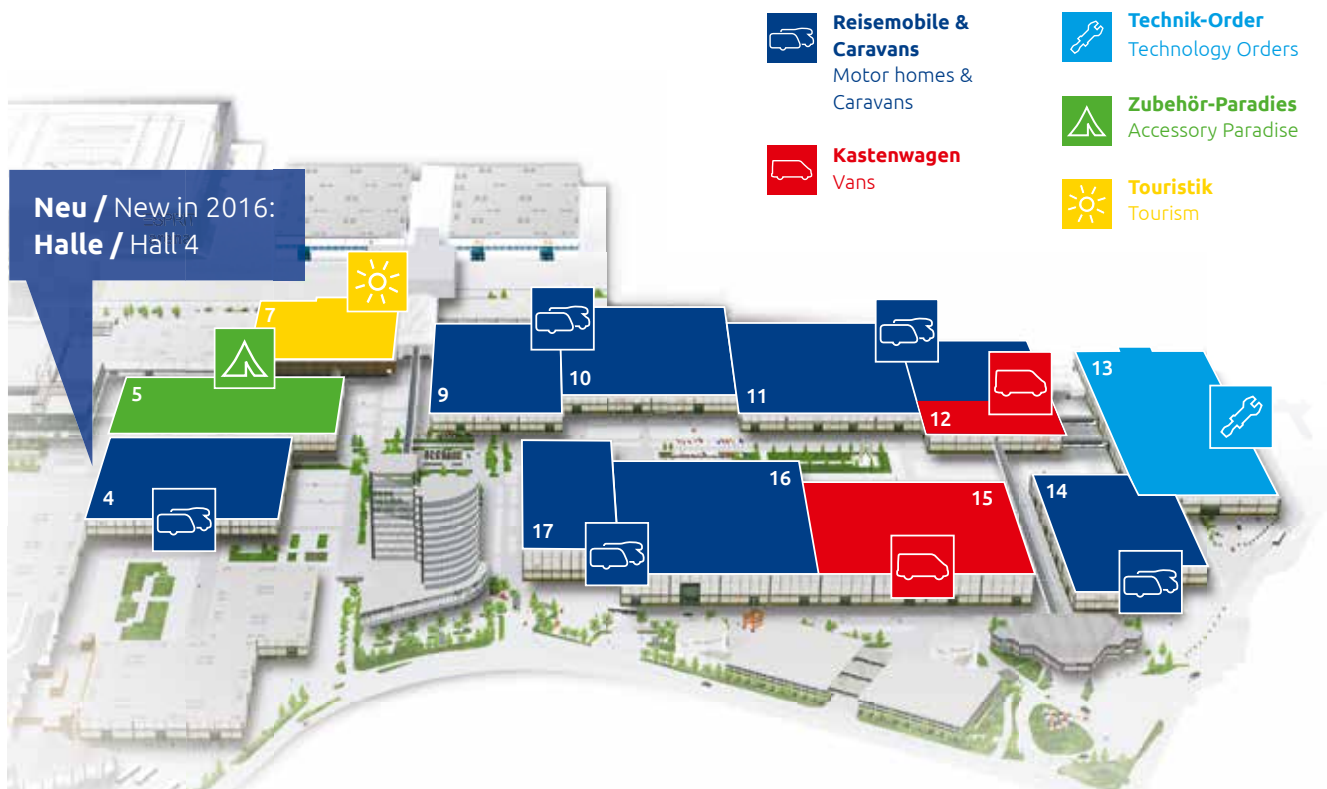 Reisemobile &
Caravans
Motor homes &
Caravans
Kastenwagen
Vans
Technik-Order
Technology Orders
Zubehör-Paradies
Accessory Paradise
Touristik
Tourism
Neu / New in 2016:
Halle / Hall 4
7
5
4
9
10
11
12
13
14
15
16
17